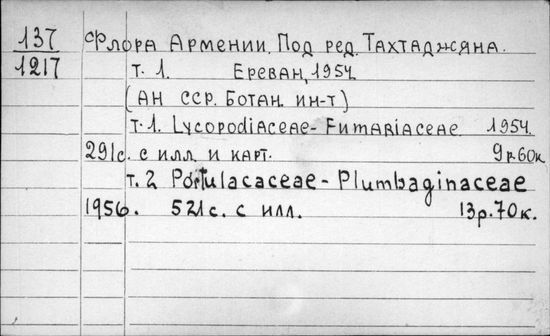 137 Флора Армении. Под ред. Тахтаджяна.
1217 т. 1. Ереван, 1954.
(АН ССР. Ботан. ин-т)
т. 1. Lycopodiaceae - Fumariaceae 1954.
291с. с илл. и карт. 9р.60к.
т. 2 Portulacaceae - Plumbaginaceae
1956. 521с. с илл. 13р.70к.